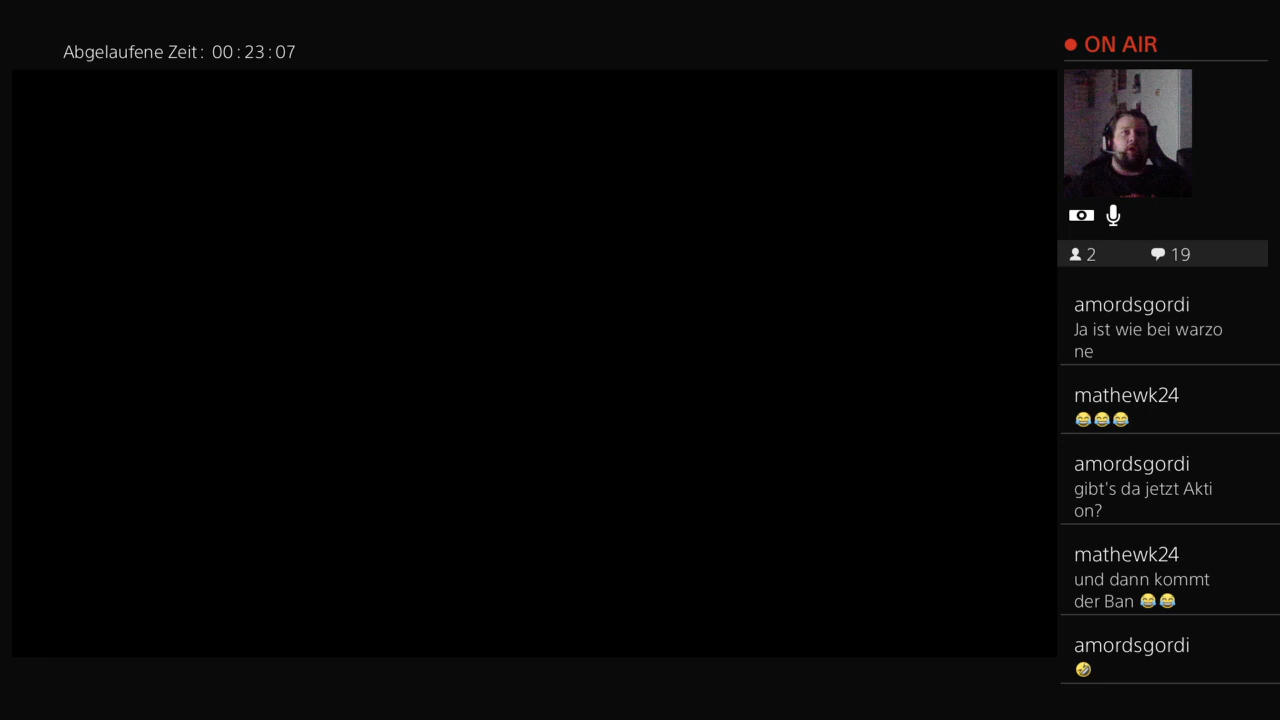 Abgelaufene Zeit: 00:23:07
ON AIR
2 19
amordsgordi
Ja ist wie bei warzo
ne
mathewk24
😂😂😂
amordsgordi
gibt's da jetzt Akti
on?
mathewk24
und dann kommt
der Ban 😂😂
amordsgordi
🤣